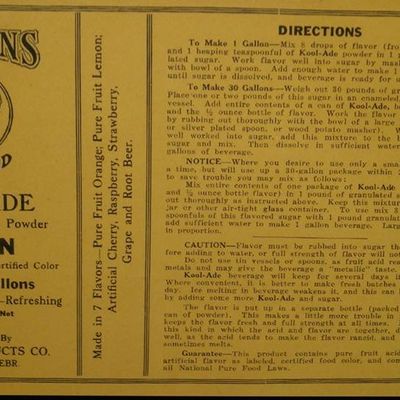 NS
DE
Powder
N
ertified Color
llons
—Refreshing
Net
By
UCTS CO.
EBR.
Made in 7 Flavors—Pure Fruit Orange; Pure Fruit Lemon;
Artificial Cherry, Raspberry, Strawberry,
Grape and Root Beer.
DIRECTIONS
To Make 1 Gallon—Mix 8 drops of flavor (fro
and 1 heaping teaspoonful of Kool-Ade powder in 1
lated sugar. Work flavor well into sugar by mas
with bowl of spoon. Add enough water to make 1
until sugar is dissolved, and beverage is ready for u
To Make 30 Gallons—Weigh out 30 pounds of gr
Place one or two pounds of this sugar in an enamele
vessel. Add entire contents of a can of Kool-Ade, b
and the ½ ounce bottle of flavor. Work the flavor
by rubbing out thoroughly with the bowl of a large
or silver plated spoon, or wood potato masher). W
well worked into sugar, add this mixture to the
sugar and mix. Then dissolve in sufficient water
gallons of beverage.
NOTICE—Where you desire to use only a sma
a time, but will use up a 30-gallon package within 2
to save trouble you may mix as follows:
Mix entire contents of one package of Kool-Ade
and ½ ounce bottle flavor) in 1 pound of granulated s
out thoroughly as instructed above. Keep this mixture
jar or other air-tight glass container. To use mix 3
spoonfuls of this flavored sugar with 1 pound granulat
add sufficient water to make 1 gallon beverage. Larg
in proportion.
CAUTION—Flavor must be rubbed into sugar the
fore adding water, or full strength of flavor will not
Do not use tin vessels or spoons, as fruit acid rea
metals and may give the beverage a "metallic" taste.
Kool-Ade beverage will keep for several days i
Where convenient, it is better to make fresh batches
day. Ice melting in beverage weakens it, and this can
by adding some more Kool-Ade and sugar.
The flavor is put up in a separate bottle (packed
can of powder). This makes a little more trouble in m
keeps the flavor fresh and full strength at all times.
this kind in which the acid and flavor are together, d
well, as the acid tends to make the flavor rancid, and
sometimes melts.
Guarantee—This product contains pure fruit acid,
artificial flavor as labeled, certified food color, and com
all National Pure Food Laws.